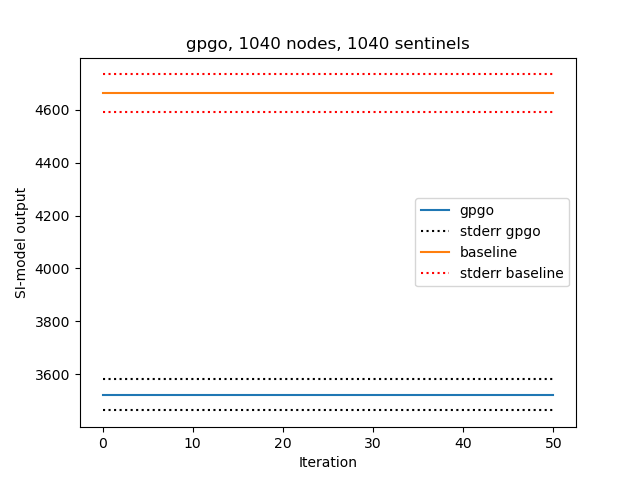 gpgo, 1040 nodes, 1040 sentinels
SI-model output
4600
4400
4200
4000
3800
3600
gpgo
stderr gpgo
baseline
stderr baseline
0 10 20 30 40 50
Iteration